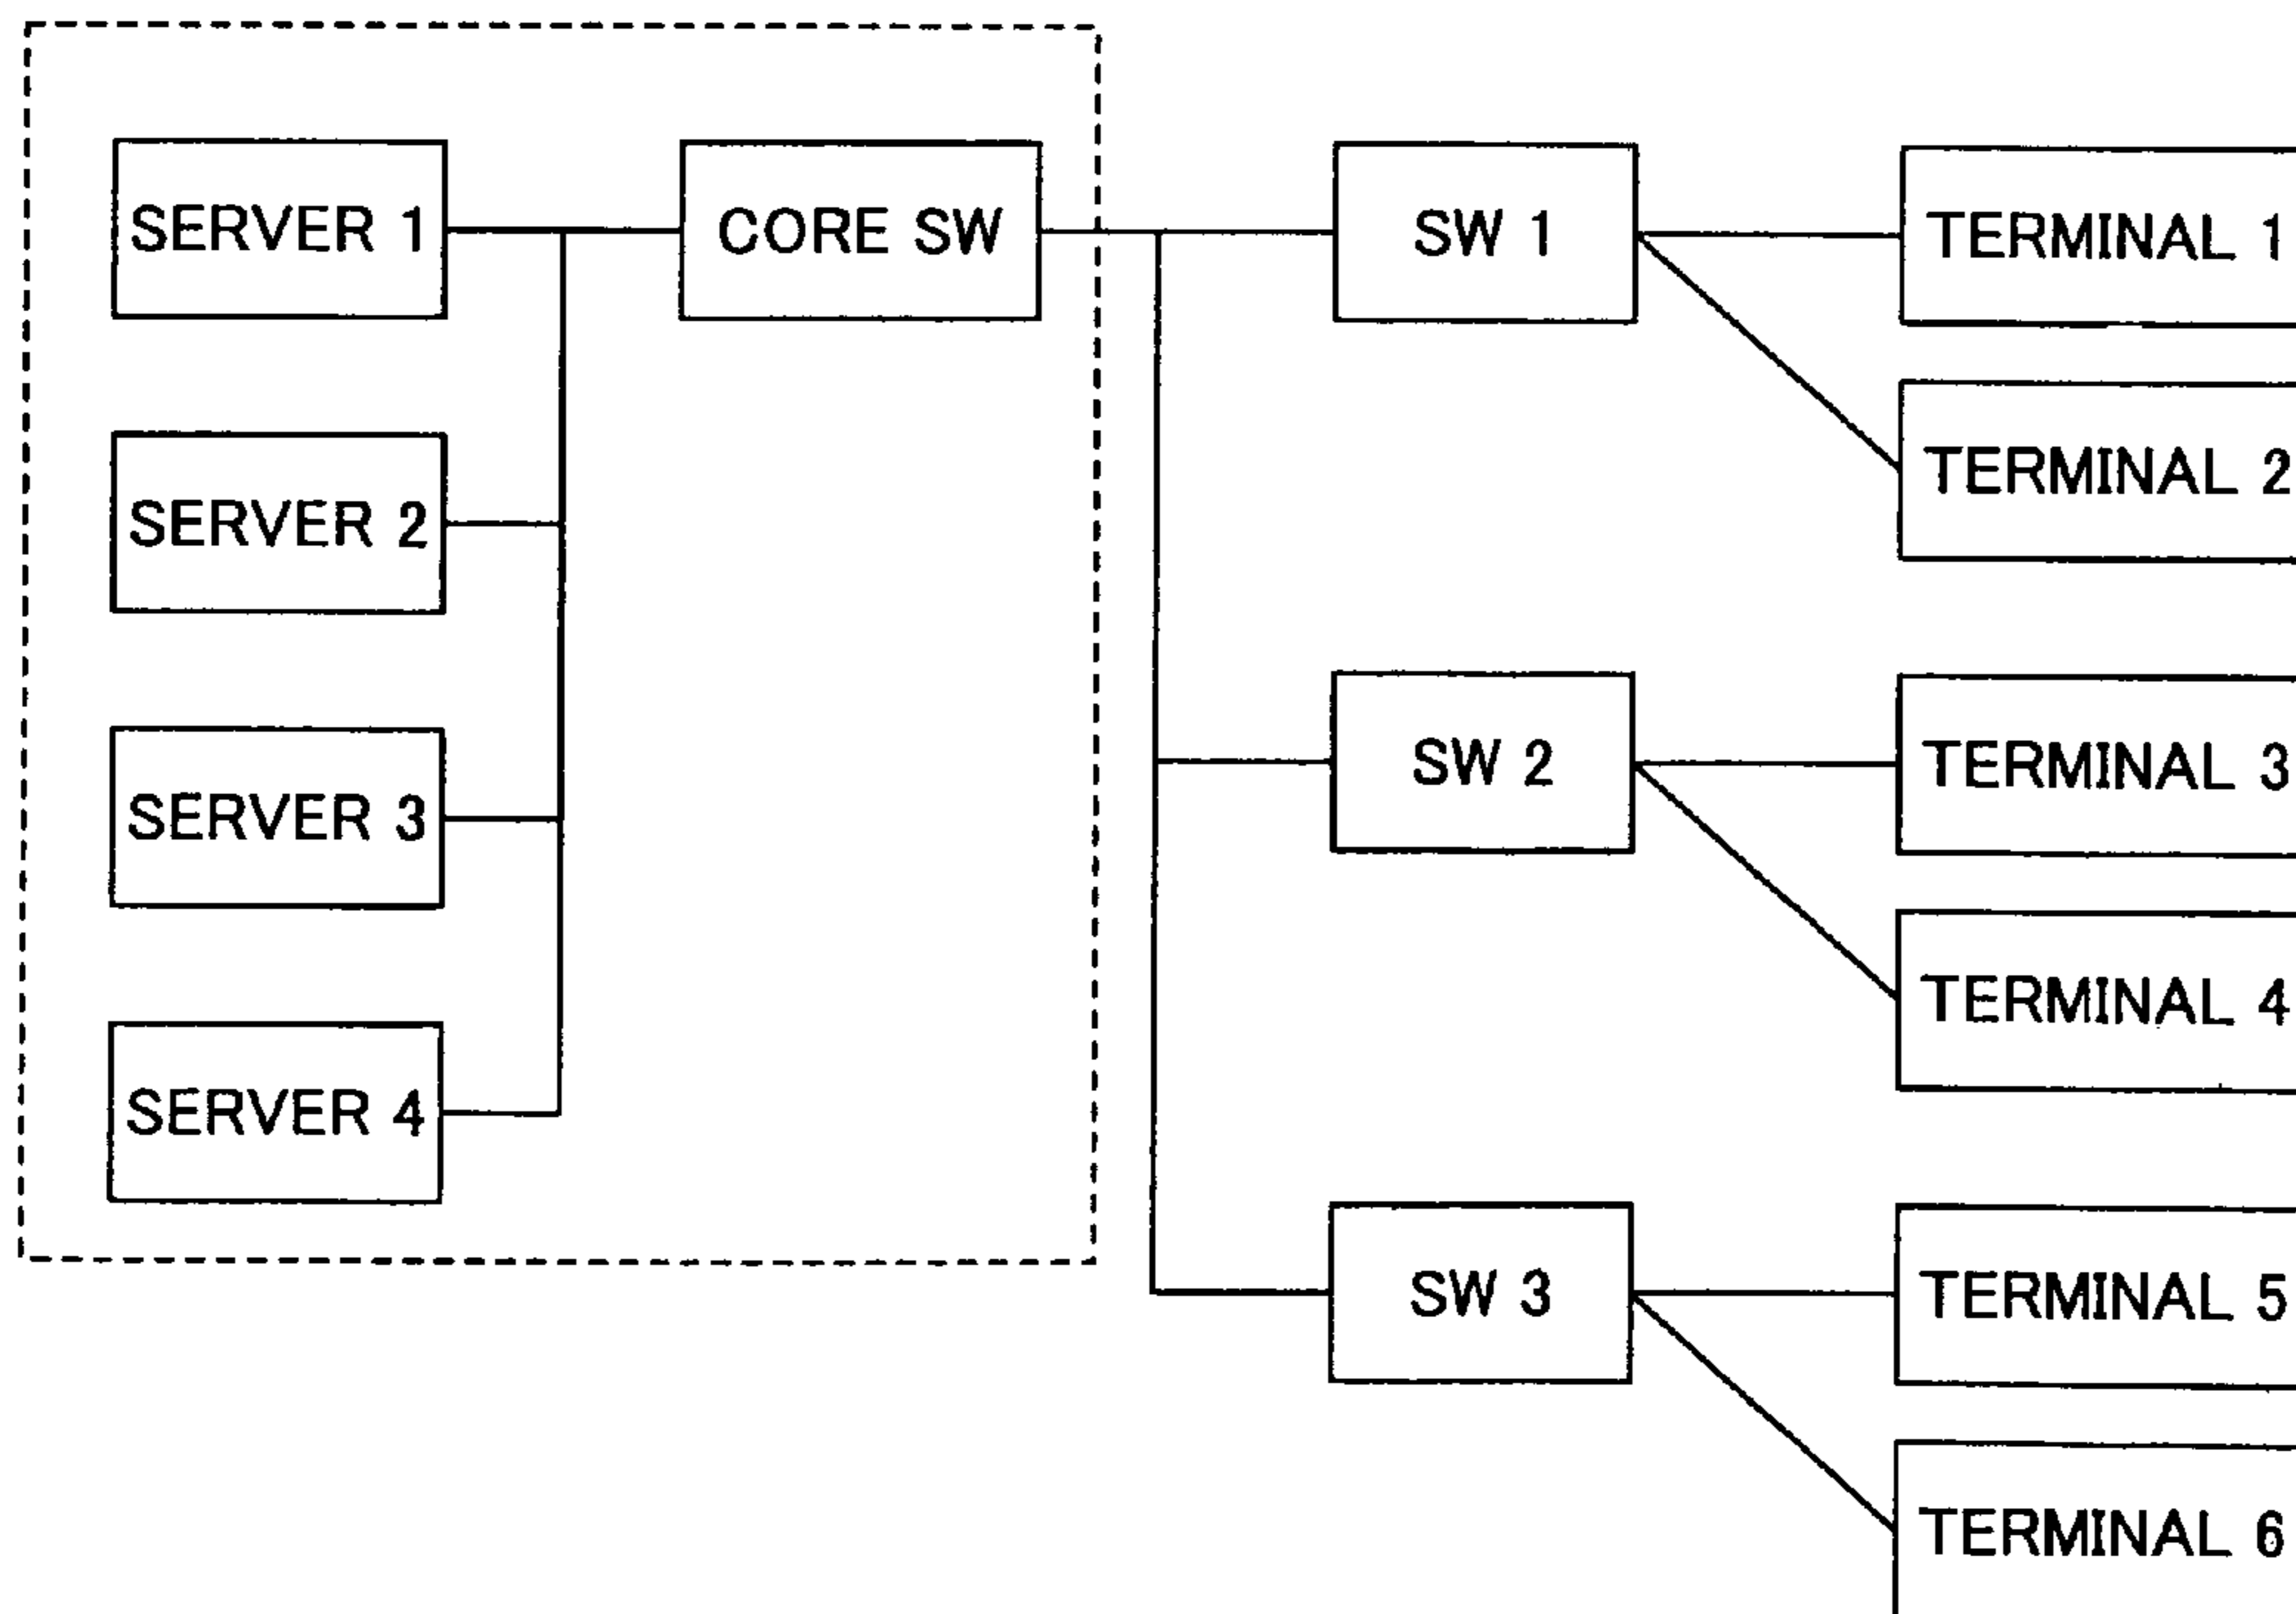 SERVER 1
CORE SW
SW 1
TERMINAL 1
TERMINAL 2
SERVER 2
SERVER 3
SW 2
TERMINAL 3
TERMINAL 4
SERVER 4
SW 3
TERMINAL 5
TERMINAL 6